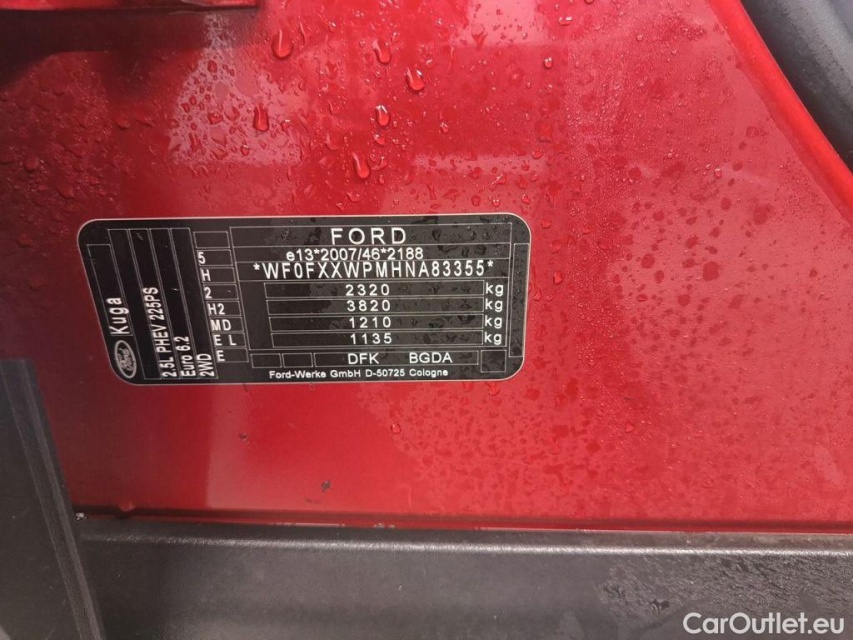 FORD
e13*2007/46*2188
*WF0FXXWPMHNA83355*
2320 kg
3820 kg
1210 kg
1135 kg
DFK BGDA
Ford-Werke GmbH D-50725 Cologne
5
H
2
H2
MD
E L
E
Ford
Kuga
2.5L PHEV 225PS
Euro 6.2
2WD
CarOutlet.eu